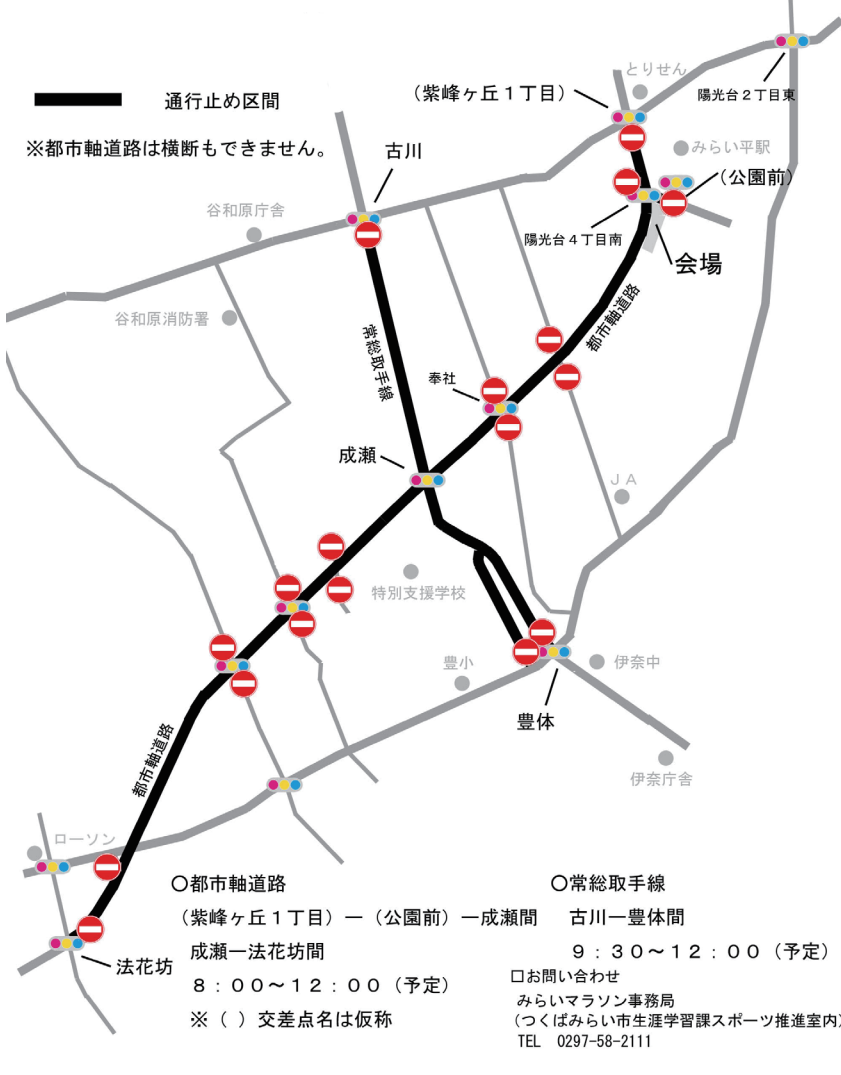 とりせん
(紫峰ヶ丘1丁目)
陽光台2丁目東
通行止め区間
※都市軸道路は横断もできません。
古川
みらい平駅
(公園前)
谷和原庁舎
陽光台4丁目南
会場
谷和原消防署
都市軸道路
常総取手線
奉社
成瀬
JA
特別支援学校
豊小
伊奈中
豊体
都市軸道路
伊奈庁舎
ローソン
法花坊
○都市軸道路
(紫峰ヶ丘1丁目)ー(公園前)ー成瀬間
成瀬ー法花坊間
8:00~12:00(予定)
※( )交差点名は仮称
○常総取手線
古川ー豊体間
9:30~12:00(予定)
□お問い合わせ
みらいマラソン事務局
(つくばみらい市生涯学習課スポーツ推進室内)
TEL 0297-58-2111